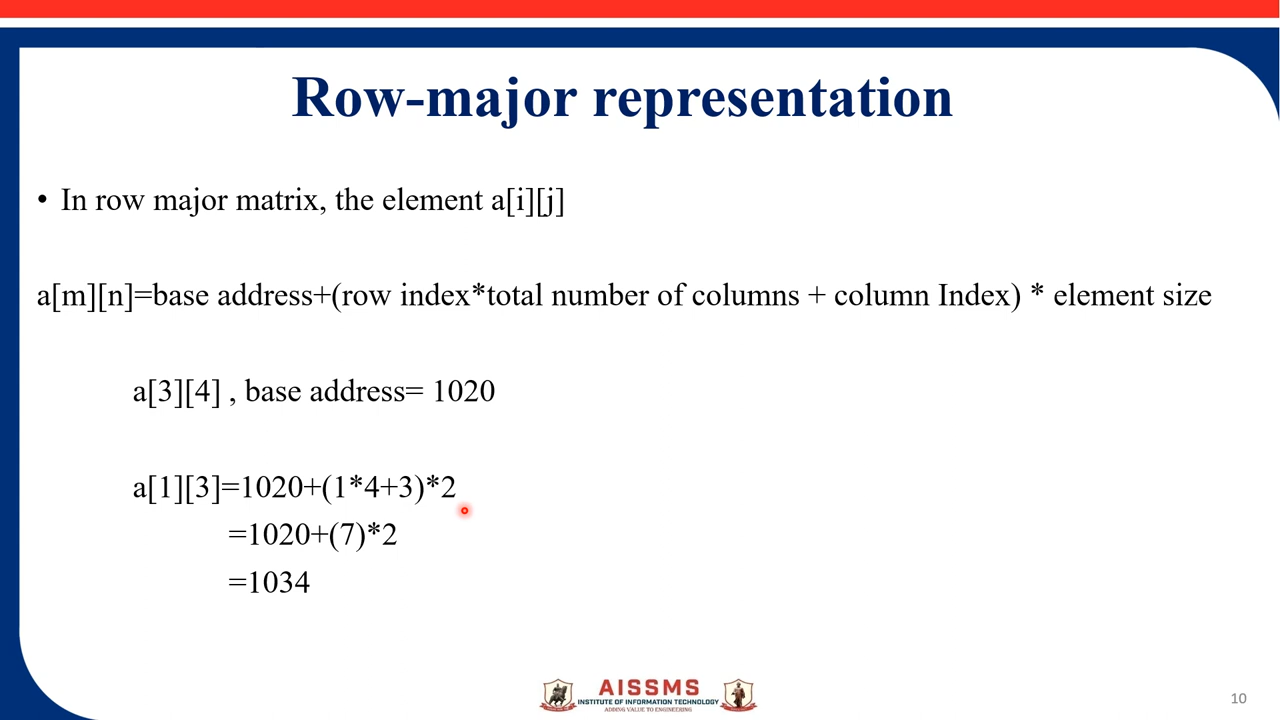 Row-major representation
• In row major matrix, the element a[i][j]
a[m][n]=base address+(row index*total number of columns + column Index) * element size
a[3][4] , base address= 1020
a[1][3]=1020+(1*4+3)*2
=1020+(7)*2
=1034
AISSMS
INSTITUTE OF INFORMATION TECHNOLOGY
ADDING VALUE TO ENGINEERING
10